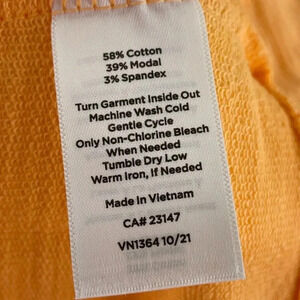 58% Cotton
39% Modal
3% Spandex
Turn Garment Inside Out
Machine Wash Cold
Gentle Cycle
Only Non-Chlorine Bleach
When Needed
Tumble Dry Low
Warm Iron, If Needed
Made in Vietnam
CA# 23147
VN1364 10/21